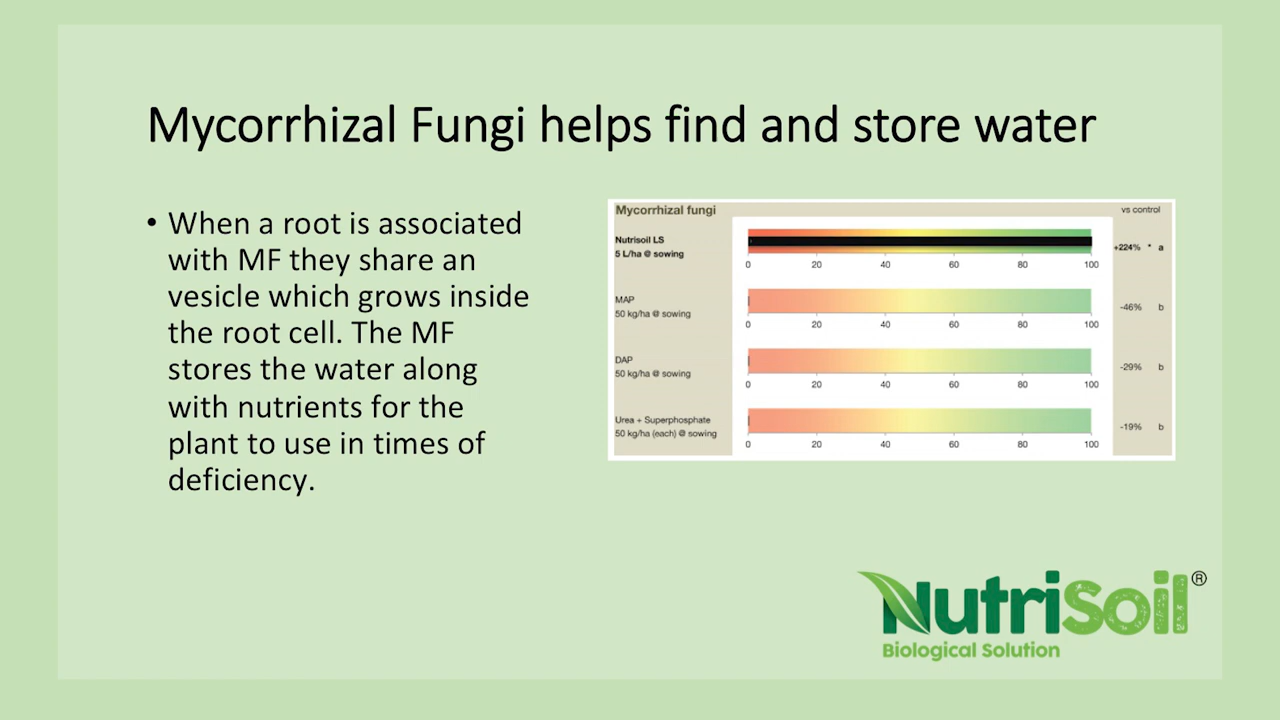 Mycorrhizal Fungi helps find and store water
• When a root is associated
with MF they share an
vesicle which grows inside
the root cell. The MF
stores the water along
with nutrients for the
plant to use in times of
deficiency.
Mycorrhizal fungi
vs control
Nutrisoil LS
5 L/ha @ sowing
0 20 40 60 80 100
+224% * a
MAP
50 kg/ha @ sowing
0 20 40 60 80 100
-46% b
DAP
50 kg/ha @ sowing
0 20 40 60 80 100
-29% b
Urea + Superphosphate
50 kg/ha (each) @ sowing
0 20 40 60 80 100
-19% b
NutriSoil®
Biological Solution